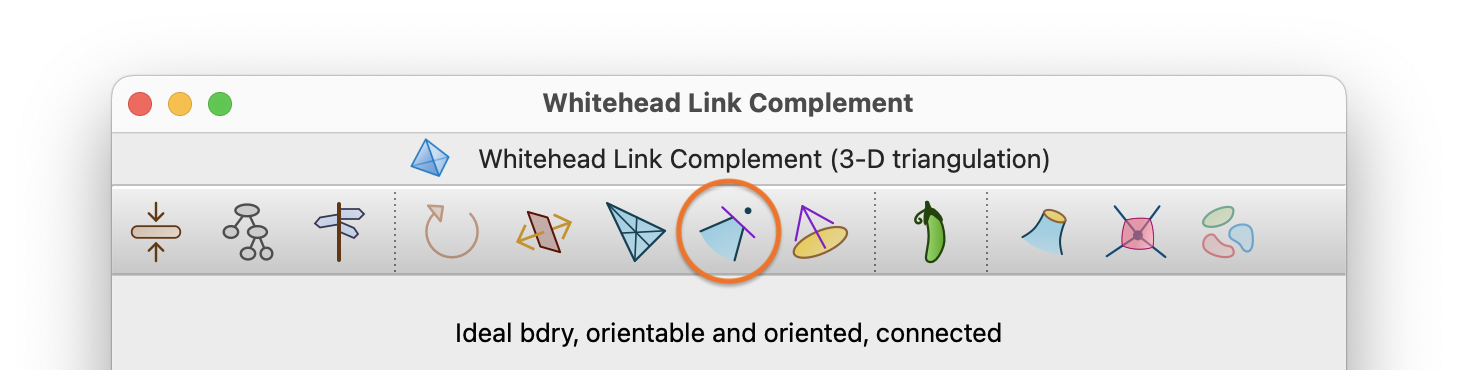 Whitehead Link Complement
Whitehead Link Complement (3-D triangulation)
Ideal bdry, orientable and oriented, connected